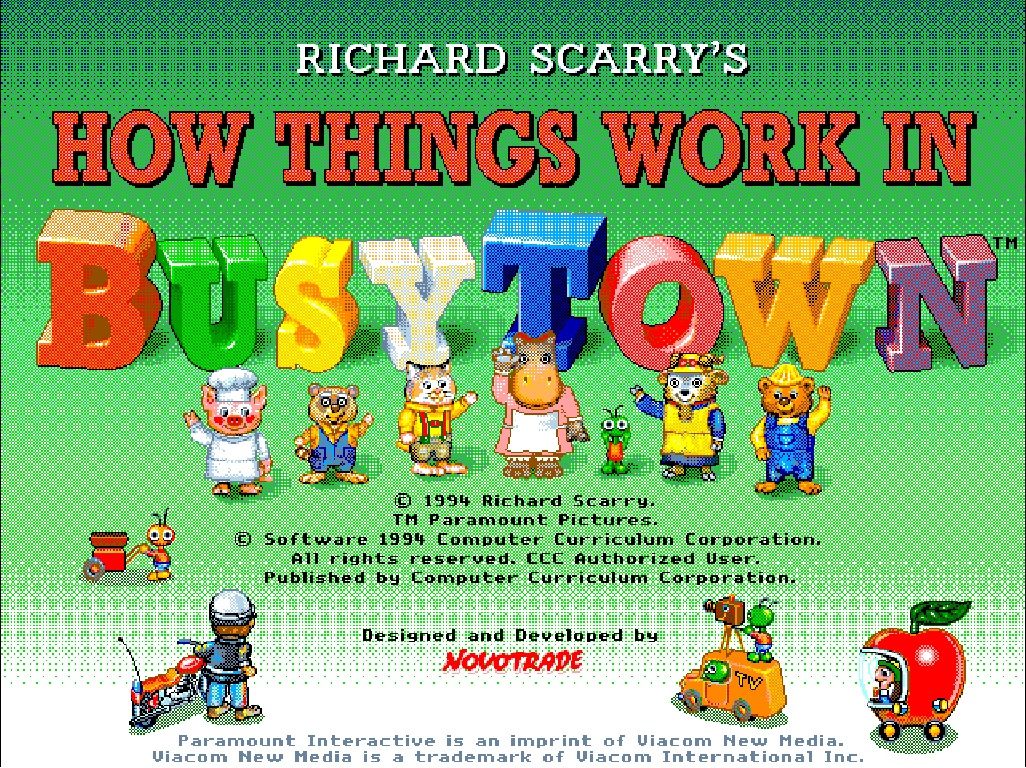 RICHARD SCARRY'S
HOW THINGS WORK IN
BUSYTOWN™
© 1994 Richard Scarry.
TM Paramount Pictures.
© Software 1994 Computer Curriculum Corporation.
All rights reserved. CCC Authorized User.
Published by Computer Curriculum Corporation.
Designed and Developed by
NOVOTRADE
TV
Paramount Interactive is an imprint of Viacom New Media.
Viacom New Media is a trademark of Viacom International Inc.